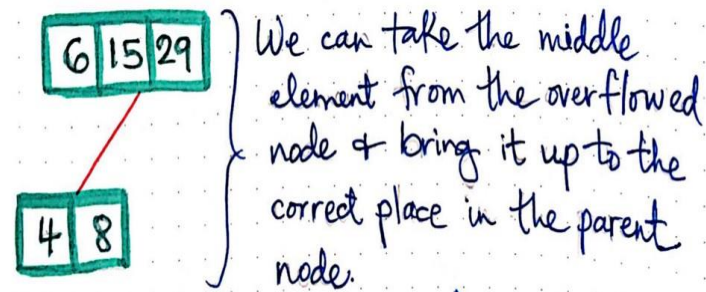 6 15 29
4 8
We can take the middle
element from the overflowed
node & bring it up to the
correct place in the parent
node.